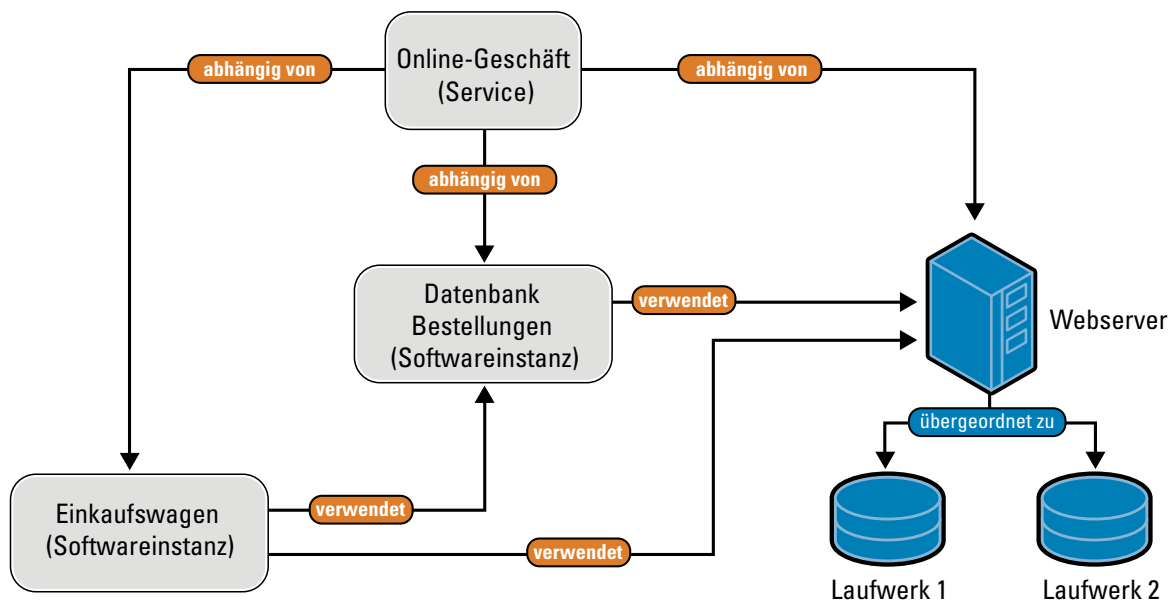 Online-Geschäft
(Service)
abhängig von
abhängig von
abhängig von
Datenbank
Bestellungen
(Softwareinstanz)
verwendet
Webserver
übergeordnet zu
Einkaufswagen
(Softwareinstanz)
verwendet
verwendet
Laufwerk 1
Laufwerk 2